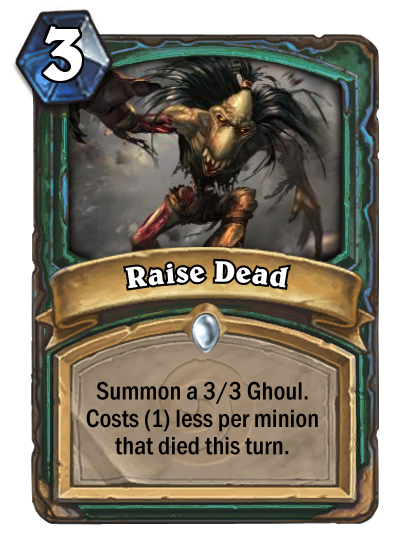 3
Raise Dead
Summon a 3/3 Ghoul.
Costs (1) less per minion
that died this turn.